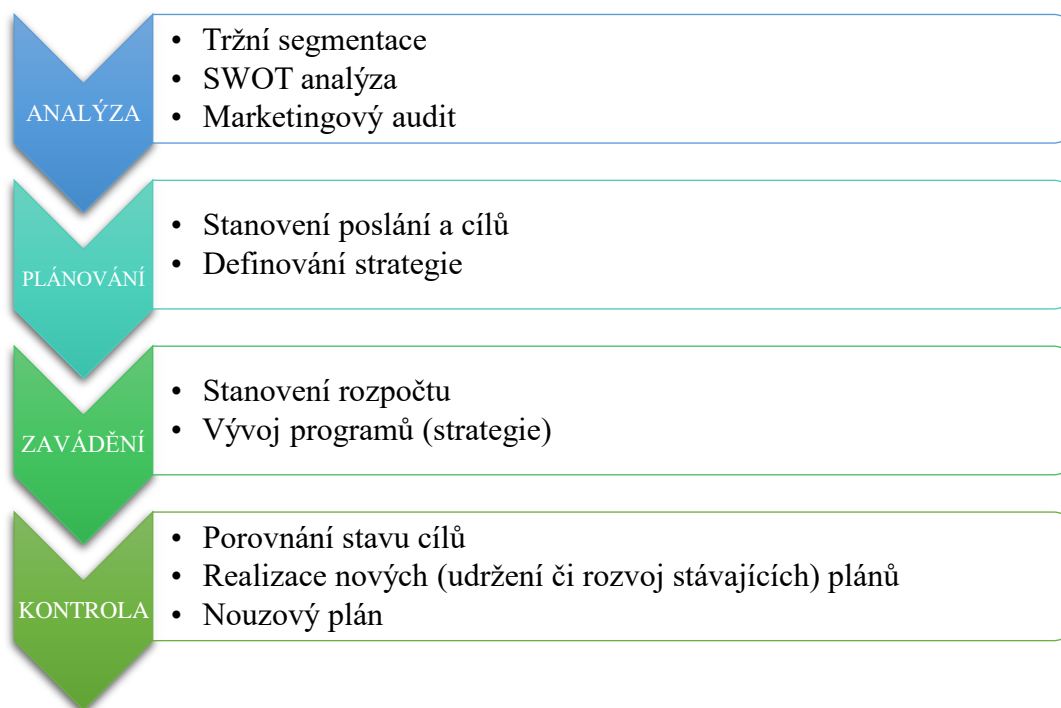 ANALÝZA
• Tržní segmentace
• SWOT analýza
• Marketingový audit
PLÁNOVÁNÍ
• Stanovení poslání a cílů
• Definování strategie
ZAVÁDĚNÍ
• Stanovení rozpočtu
• Vývoj programů (strategie)
KONTROLA
• Porovnání stavu cílů
• Realizace nových (udržení či rozvoj stávajících) plánů
• Nouzový plán